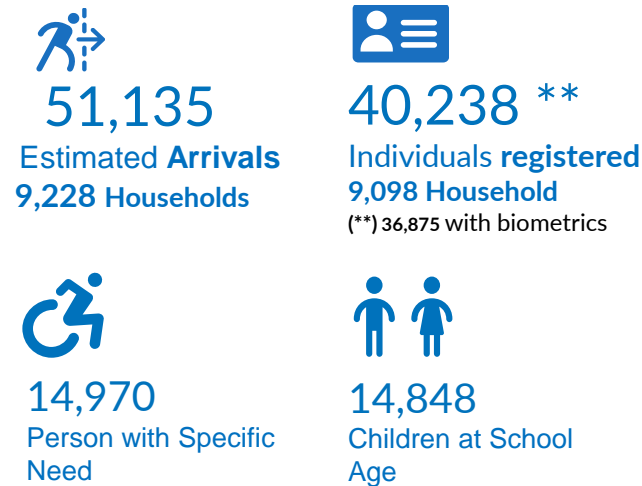 51,135
Estimated Arrivals
9,228 Households
40,238 **
Individuals registered
9,098 Household
(**) 36,875 with biometrics
14,970
Person with Specific
Need
14,848
Children at School
Age